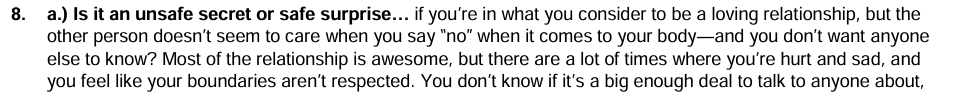 8. a.) Is it an unsafe secret or safe surprise… if you're in what you consider to be a loving relationship, but the
other person doesn't seem to care when you say "no" when it comes to your body—and you don't want anyone
else to know? Most of the relationship is awesome, but there are a lot of times where you're hurt and sad, and
you feel like your boundaries aren't respected. You don't know if it's a big enough deal to talk to anyone about,